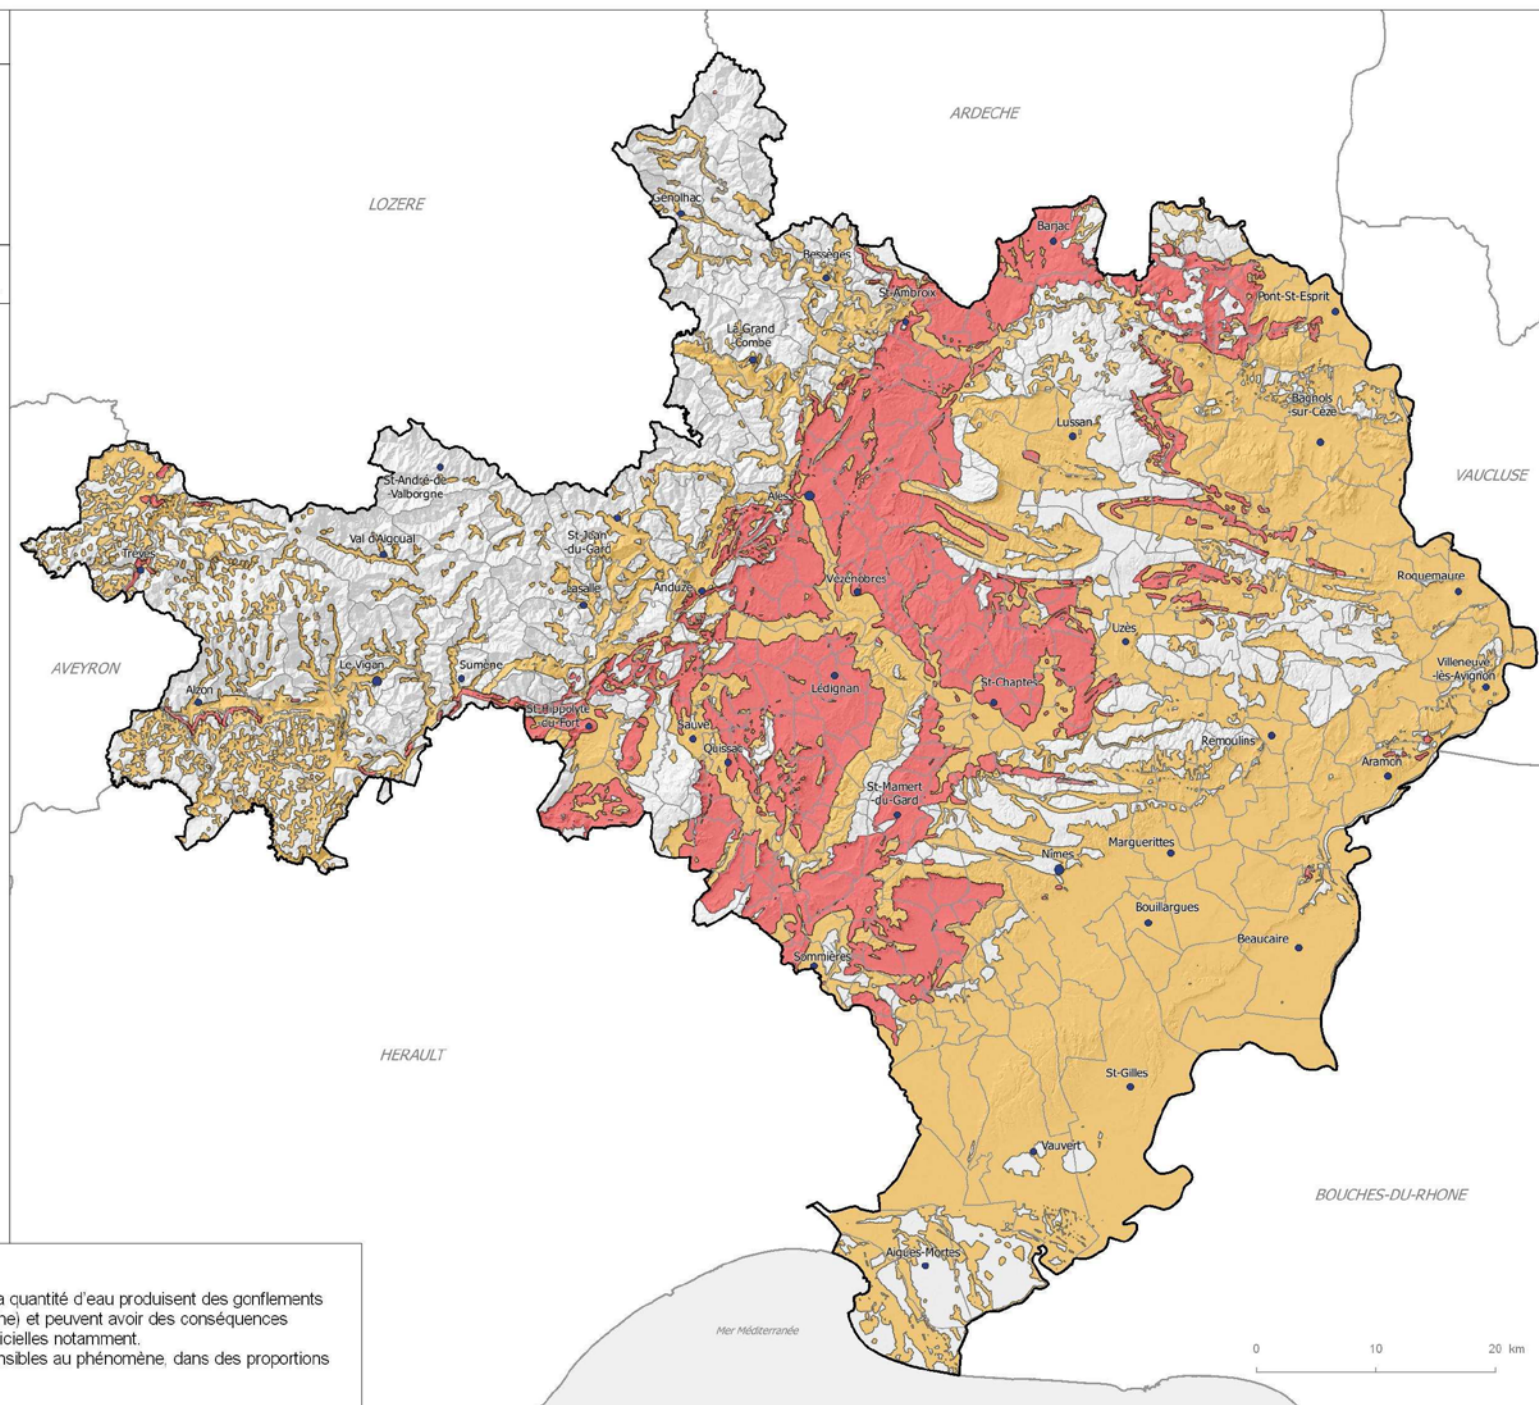 ARDECHE
LOZERE
Génolhac
Barjac
Bessèges
St-Ambroix
Pont-St-Esprit
La Grand
-Combe
Bagnols
-sur-Cèze
Lussan
VAUCLUSE
St-André-de
-Valborgne
Alès
Val d'Aigoual
St-Jean
-du-Gard
Trèves
Roquemaure
Vézénobres
Lasalle
Anduze
Uzès
AVEYRON
Le Vigan
Sumène
Villeneuve
-lès-Avignon
Alzon
Lédignan
St-Chaptes
St-Hippolyte
-du-Fort
Sauve
Quissac
Remoulins
Aramon
St-Mamert
-du-Gard
Marguerittes
Nîmes
Bouillargues
Beaucaire
Sommières
HERAULT
St-Gilles
Vauvert
BOUCHES-DU-RHONE
Aigues-Mortes
a quantité d'eau produisent des gonflements
ne) et peuvent avoir des conséquences
icielles notamment.
nsibles au phénomène, dans des proportions
Mer Méditerranée
0 10 20 km